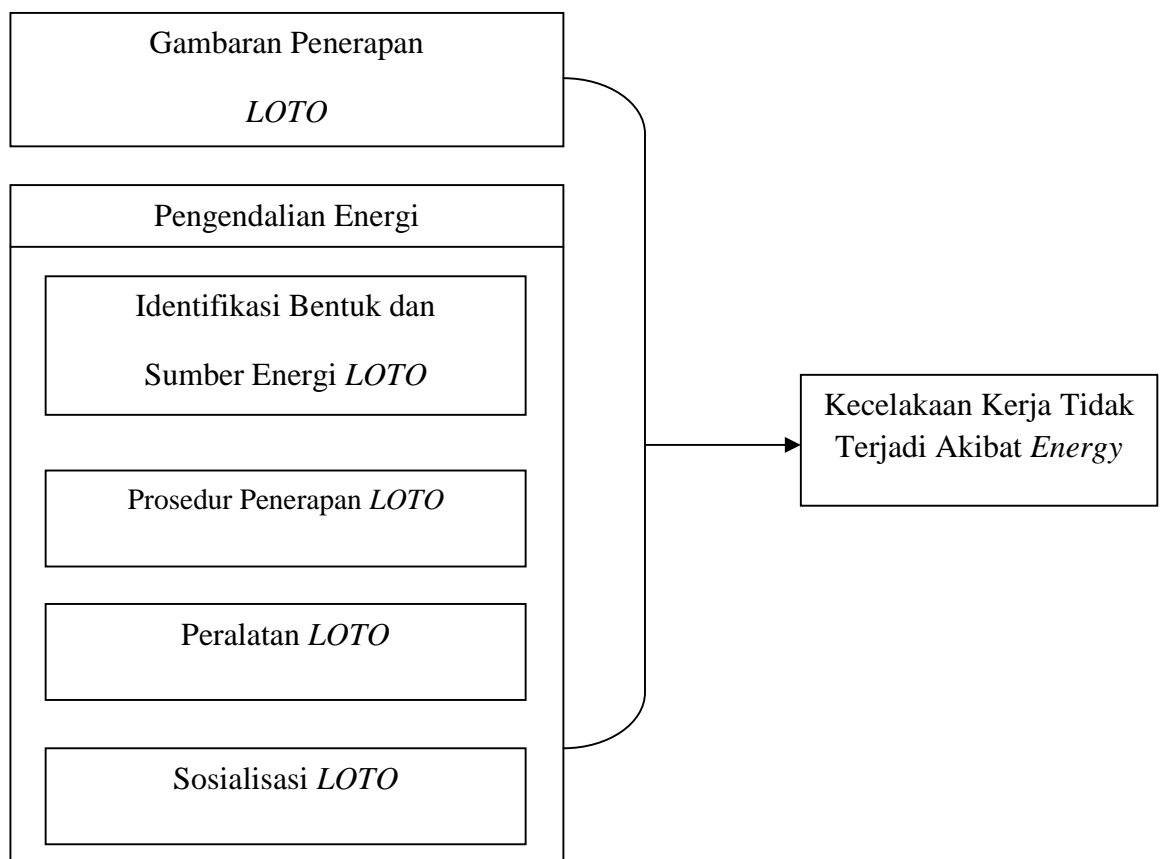 Gambaran Penerapan
LOTO
Pengendalian Energi
Identifikasi Bentuk dan
Sumber Energi LOTO
Prosedur Penerapan LOTO
Peralatan LOTO
Sosialisasi LOTO
Kecelakaan Kerja Tidak
Terjadi Akibat Energy